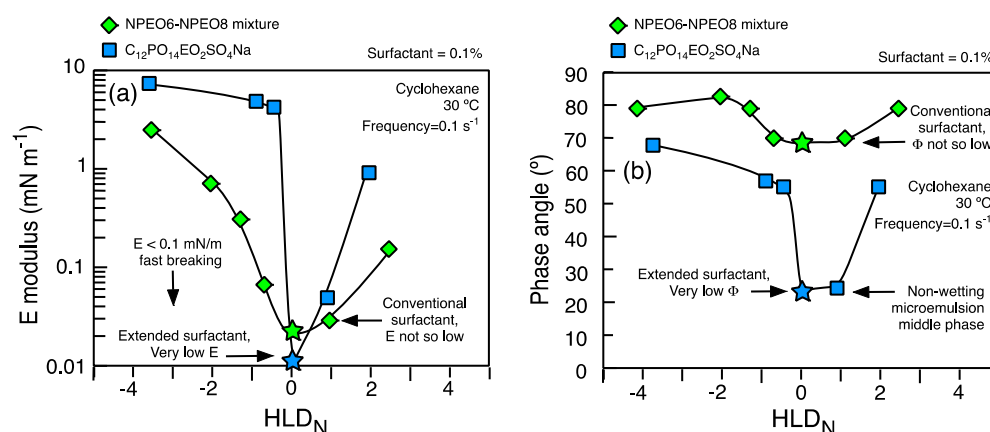 NPEO6-NPEO8 mixture
C₁₂PO₁₄EO₂SO₄Na
Surfactant = 0.1%
(a)
Cyclohexane
30 ºC
Frequency=0.1 s⁻¹
E < 0.1 mN/m
fast breaking
Conventional
surfactant,
E not so low
Extended surfactant,
Very low E
10
1
0.1
0.01
E modulus (mN m⁻¹)
-4 -2 0 2 4
HLD_N
NPEO6-NPEO8 mixture
C₁₂PO₁₄EO₂SO₄Na
Surfactant = 0.1%
Conventional
surfactant,
Φ not so low
(b)
Cyclohexane
30 ºC
Frequency=0.1 s⁻¹
Extended surfactant,
Very low Φ
Non-wetting
microemulsion
middle phase
90
80
70
60
50
40
30
20
10
0
Phase angle (º)
-4 -2 0 2 4
HLD_N